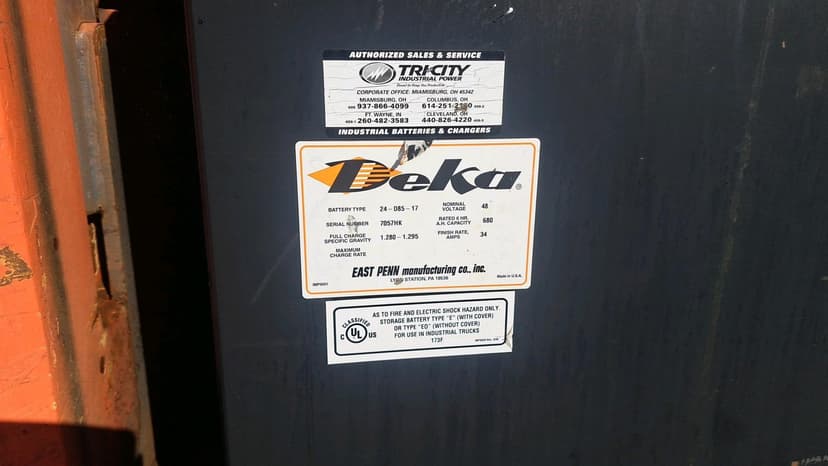 AUTHORIZED SALES & SERVICE
TRI-CITY
INDUSTRIAL POWER
CORPORATE OFFICE: MIAMISBURG, OH 45342
MIAMISBURG, OH COLUMBUS, OH
937-866-4099 614-251-
FT. WAYNE, IN CLEVELAND, OH
260-482-3583 440-826-4220
INDUSTRIAL BATTERIES & CHARGERS
Deka®
BATTERY TYPE 24-085-17 NOMINAL VOLTAGE 48
SERIAL NUMBER 7057HK RATED 6 HR. A.H. CAPACITY 680
FULL CHARGE SPECIFIC GRAVITY 1.280-1.295 FINISH RATE, AMPS 34
MAXIMUM CHARGE RATE
EAST PENN manufacturing co., inc.
LYON STATION, PA 19536
Made in U.S.A.
CLASSIFIED
C UL US
AS TO FIRE AND ELECTRIC SHOCK HAZARD ONLY.
STORAGE BATTERY TYPE "E" (WITH COVER)
OR TYPE "EO" (WITHOUT COVER)
FOR USE IN INDUSTRIAL TRUCKS
173F